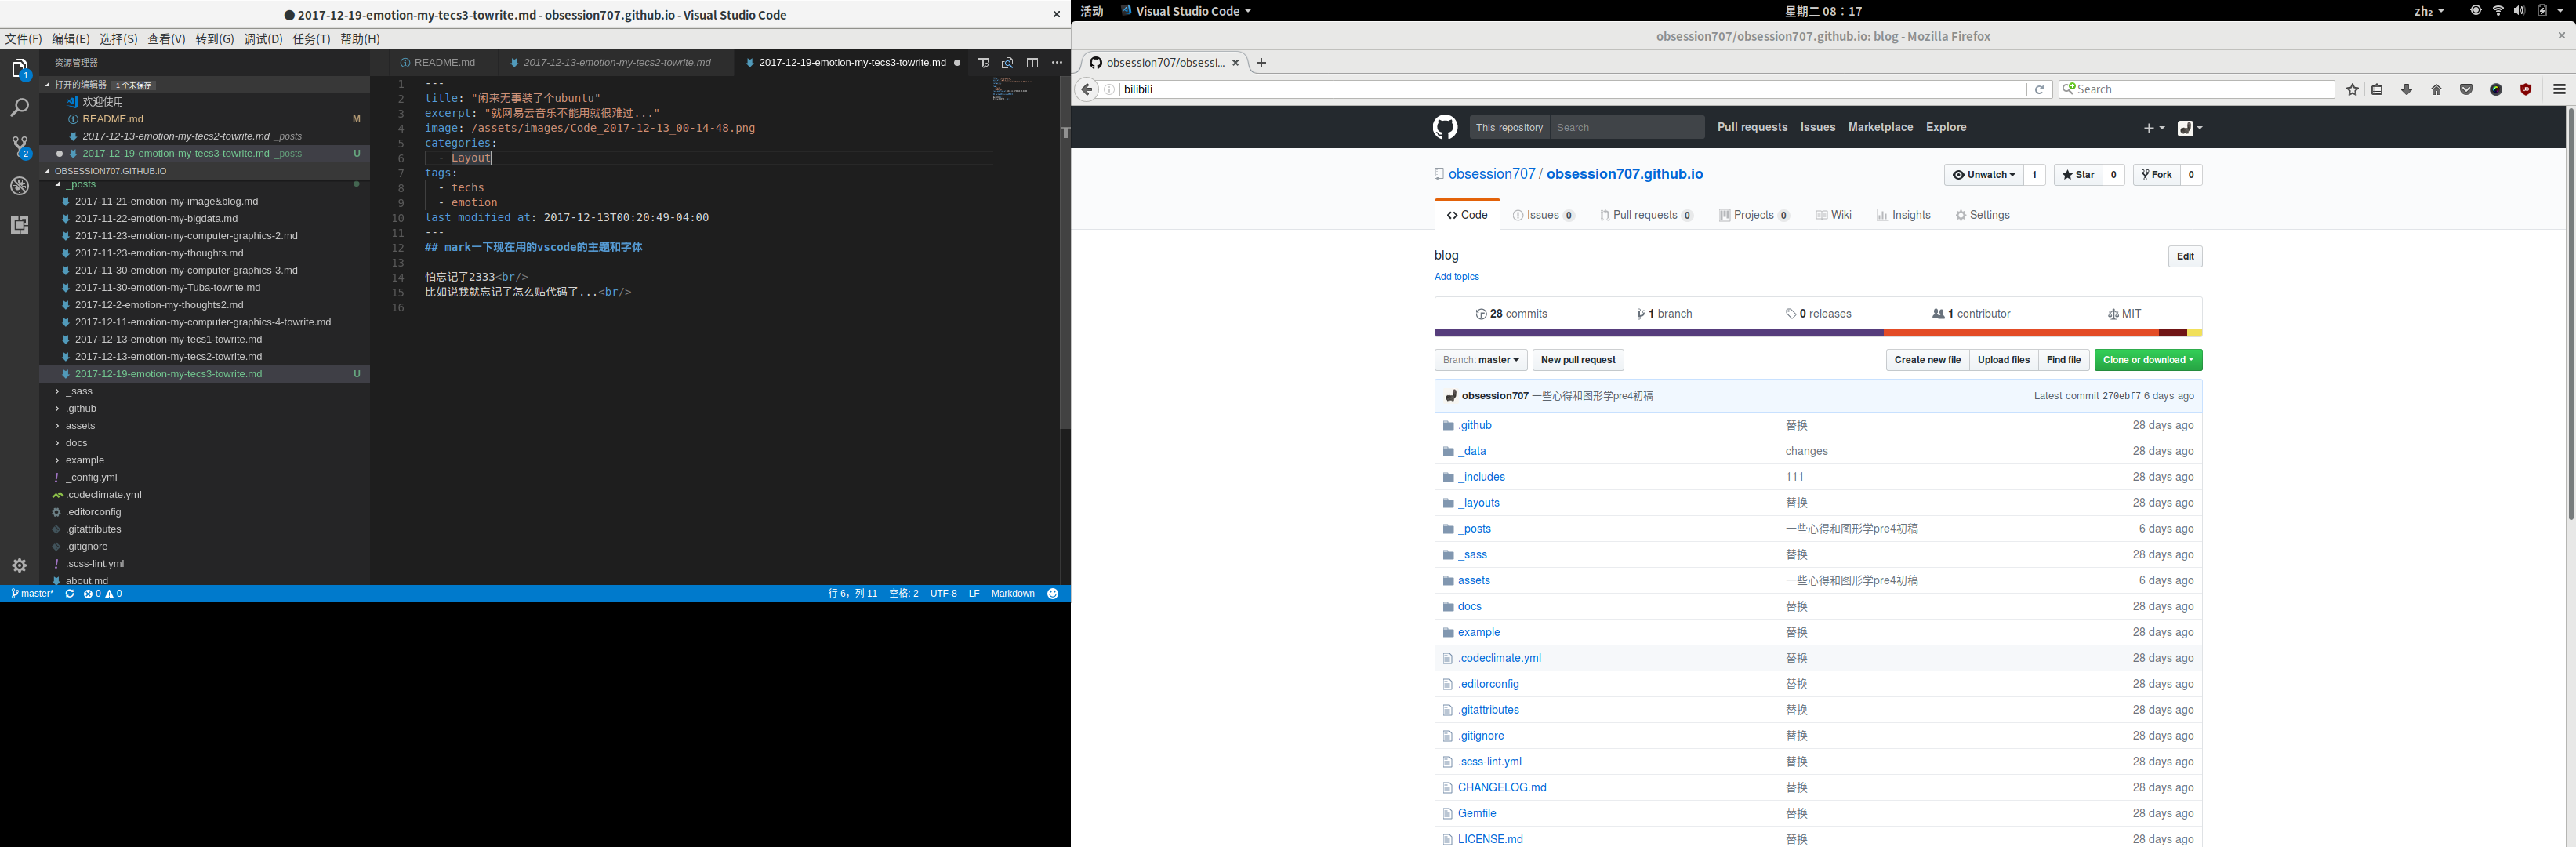 2017-12-19-emotion-my-tecs3-towrite.md - obsession707.github.io - Visual Studio Code
文件(F) 编辑(E) 选择(S) 查看(V) 转到(G) 调试(D) 任务(T) 帮助(H)
资源管理器
打开的编辑器 1 个未保存
欢迎使用
README.md M
2017-12-13-emotion-my-tecs2-towrite.md _posts
2017-12-19-emotion-my-tecs3-towrite.md _posts U
OBSESSION707.GITHUB.IO
_posts
2017-11-21-emotion-my-image&blog.md
2017-11-22-emotion-my-bigdata.md
2017-11-23-emotion-my-computer-graphics-2.md
2017-11-23-emotion-my-thoughts.md
2017-11-30-emotion-my-computer-graphics-3.md
2017-11-30-emotion-my-Tuba-towrite.md
2017-12-2-emotion-my-thoughts2.md
2017-12-11-emotion-my-computer-graphics-4-towrite.md
2017-12-13-emotion-my-tecs1-towrite.md
2017-12-13-emotion-my-tecs2-towrite.md
2017-12-19-emotion-my-tecs3-towrite.md U
_sass
.github
assets
docs
example
_config.yml
.codeclimate.yml
.editorconfig
.gitattributes
.gitignore
.scss-lint.yml
about.md
1
2
README.md 2017-12-13-emotion-my-tecs2-towrite.md 2017-12-19-emotion-my-tecs3-towrite.md
1 ---
2 title: "闲来无事装了个ubuntu"
3 excerpt: "就网易云音乐不能用就很难过..."
4 image: /assets/images/Code_2017-12-13_00-14-48.png
5 categories:
6 - Layout
7 tags:
8 - techs
9 - emotion
10 last_modified_at: 2017-12-13T00:20:49-04:00
11 ---
12 ## mark一下现在用的vscode的主题和字体
13
14 怕忘记了2333<br/>
15 比如说我就忘记了怎么贴代码了...<br/>
16
master* 0 0 行 6，列 11 空格: 2 UTF-8 LF Markdown
活动 Visual Studio Code 星期二 08：17 zh₂
obsession707/obsession707.github.io: blog - Mozilla Firefox
obsession707/obsessi...
bilibili Search
This repository Search Pull requests Issues Marketplace Explore
obsession707 / obsession707.github.io Unwatch 1 Star 0 Fork 0
Code Issues 0 Pull requests 0 Projects 0 Wiki Insights Settings
blog Edit
Add topics
28 commits 1 branch 0 releases 1 contributor MIT
Branch: master New pull request Create new file Upload files Find file Clone or download
obsession707 一些心得和图形学pre4初稿 Latest commit 270ebf7 6 days ago
.github 替换 28 days ago
_data changes 28 days ago
_includes 111 28 days ago
_layouts 替换 28 days ago
_posts 一些心得和图形学pre4初稿 6 days ago
_sass 替换 28 days ago
assets 一些心得和图形学pre4初稿 6 days ago
docs 替换 28 days ago
example 替换 28 days ago
.codeclimate.yml 替换 28 days ago
.editorconfig 替换 28 days ago
.gitattributes 替换 28 days ago
.gitignore 替换 28 days ago
.scss-lint.yml 替换 28 days ago
CHANGELOG.md 替换 28 days ago
Gemfile 替换 28 days ago
LICENSE.md 替换 28 days ago